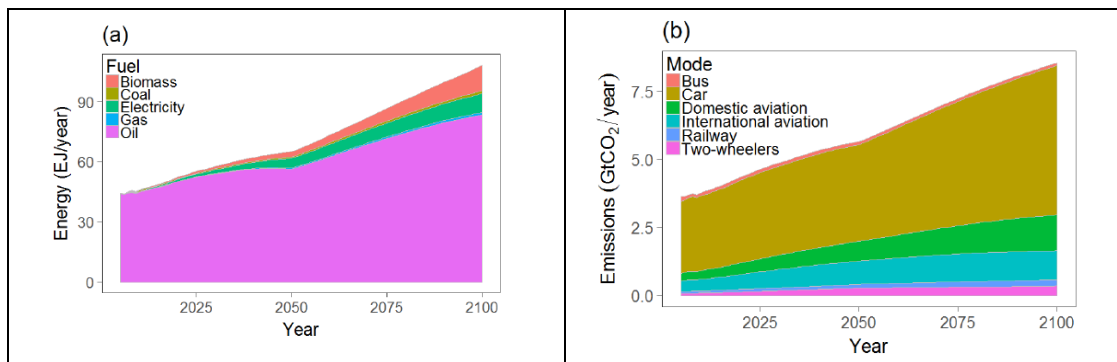 (a)
Fuel
Biomass
Coal
Electricity
Gas
Oil
Energy (EJ/year)
90
60
30
0
2025
2050
2075
2100
Year
(b)
Mode
Bus
Car
Domestic aviation
International aviation
Railway
Two-wheelers
Emissions (GtCO₂/ year)
7.5
5.0
2.5
0.0
2025
2050
2075
2100
Year